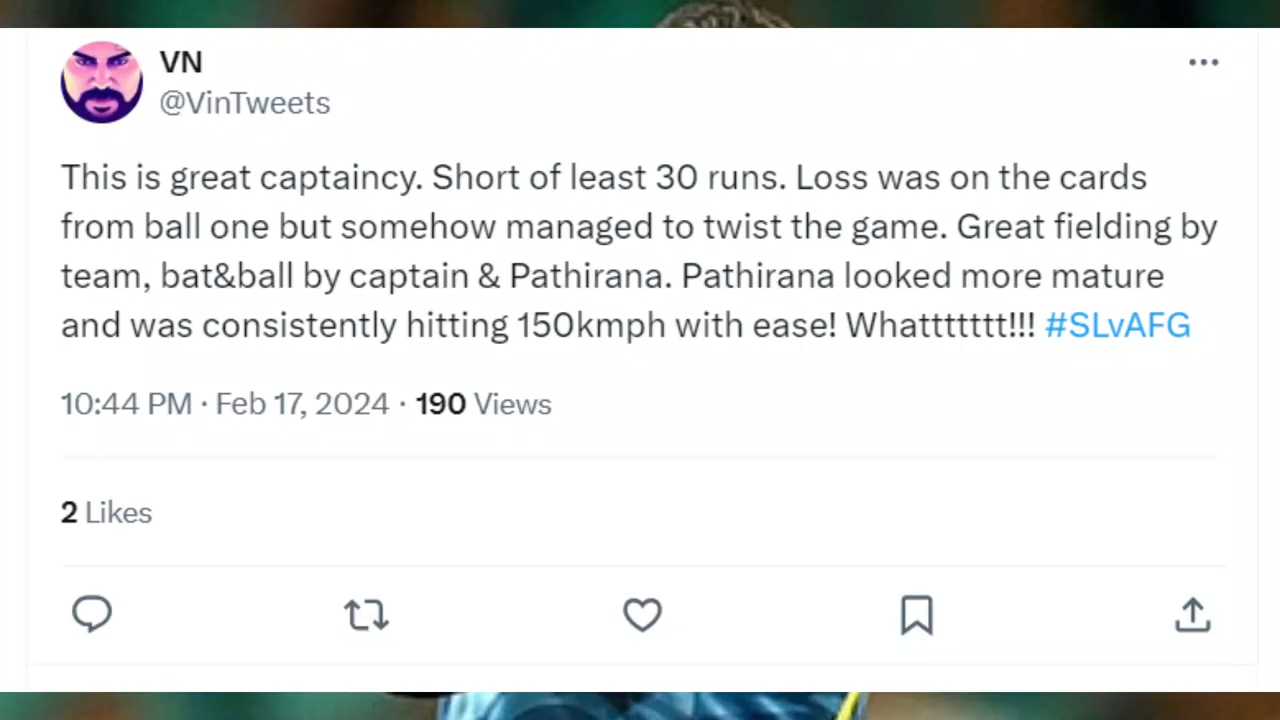 VN
@VinTweets
This is great captaincy. Short of least 30 runs. Loss was on the cards
from ball one but somehow managed to twist the game. Great fielding by
team, bat&ball by captain & Pathirana. Pathirana looked more mature
and was consistently hitting 150kmph with ease! Whattttttt!!! #SLvAFG
10:44 PM · Feb 17, 2024 · 190 Views
2 Likes